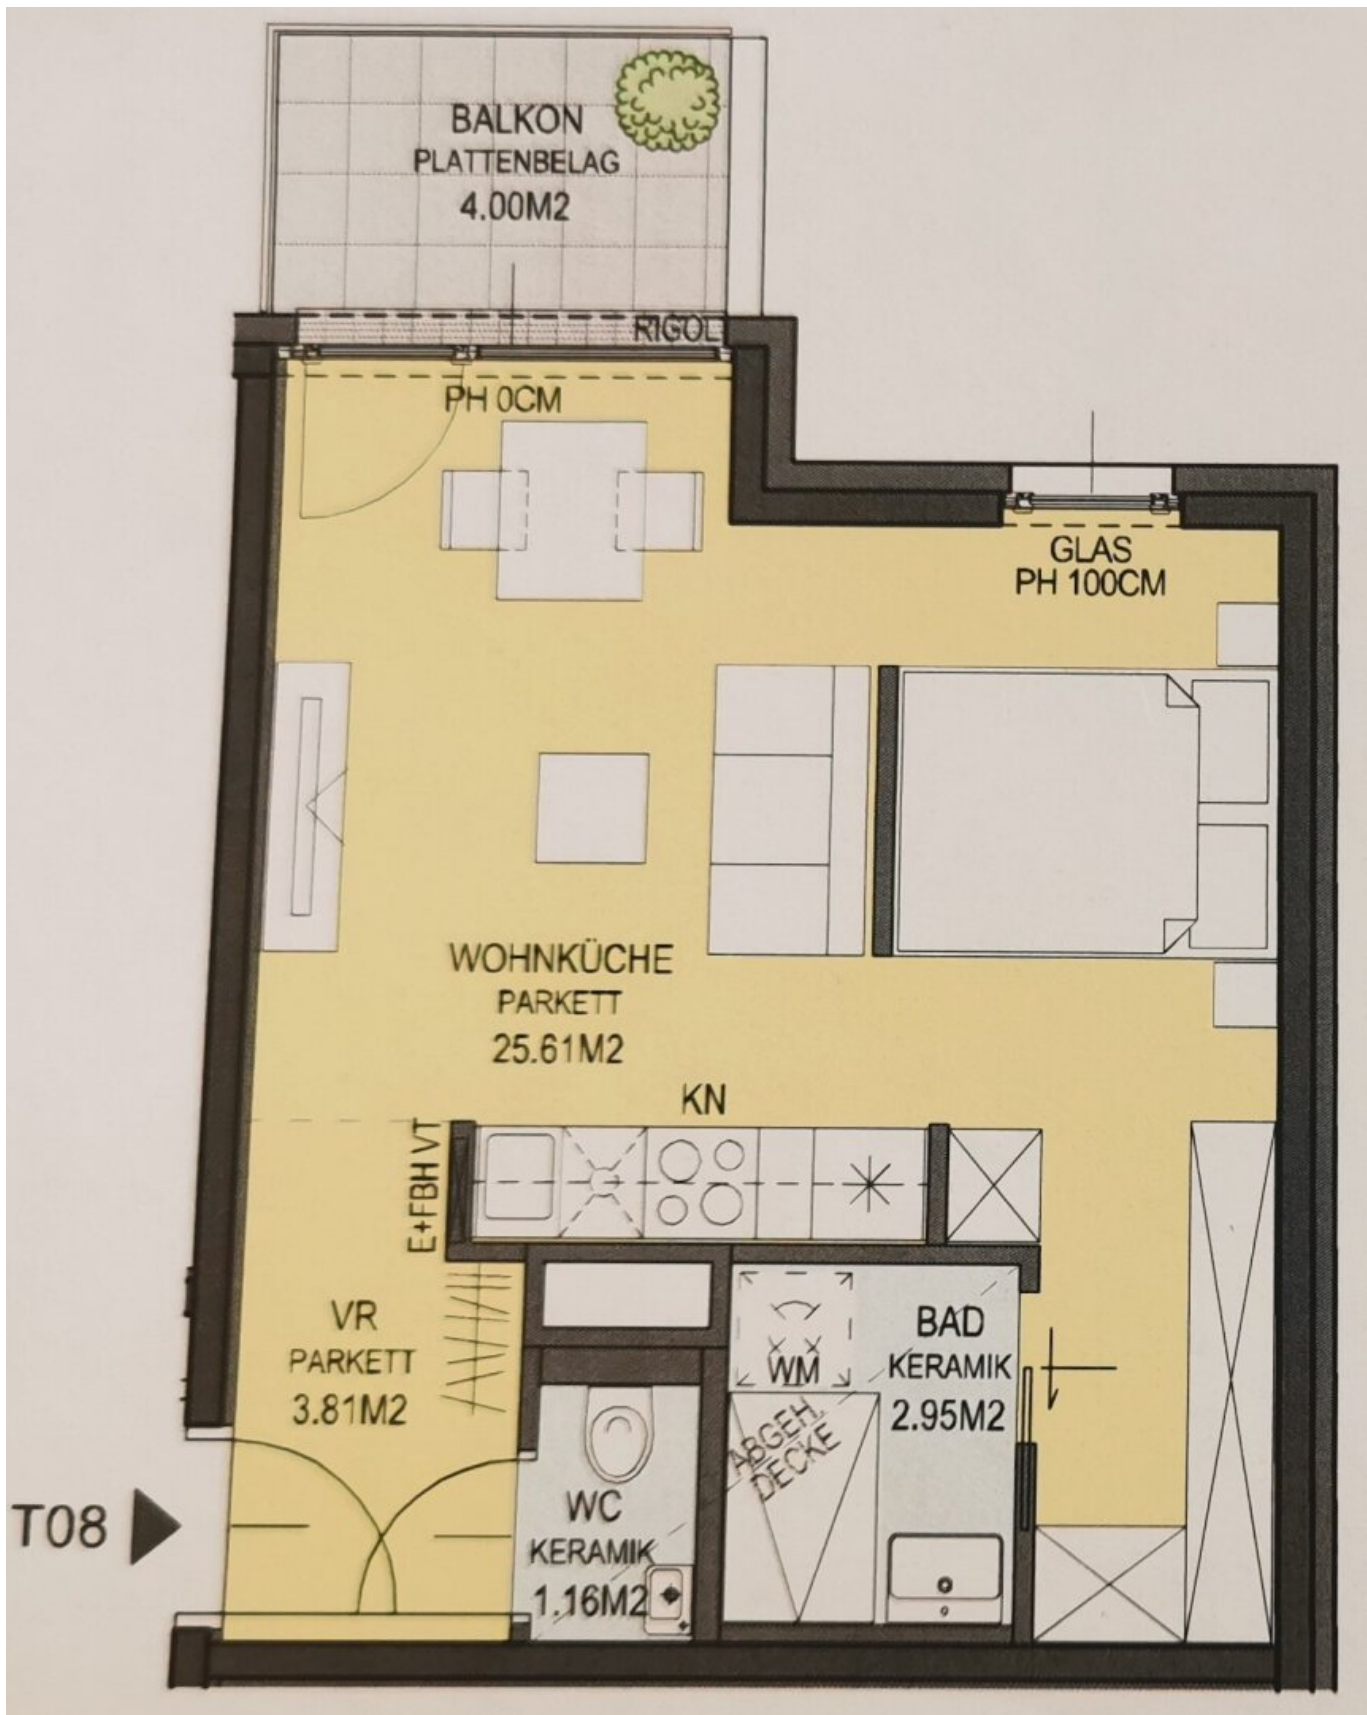 BALKON
PLATTENBELAG
4.00M2
RIGOL
PH 0CM
GLAS
PH 100CM
WOHNKÜCHE
PARKETT
25.61M2
KN
E+FBH VT
VR
PARKETT
3.81M2
WM
BAD
KERAMIK
2.95M2
ABGEH.
DECKE
T08
WC
KERAMIK
1.16M2